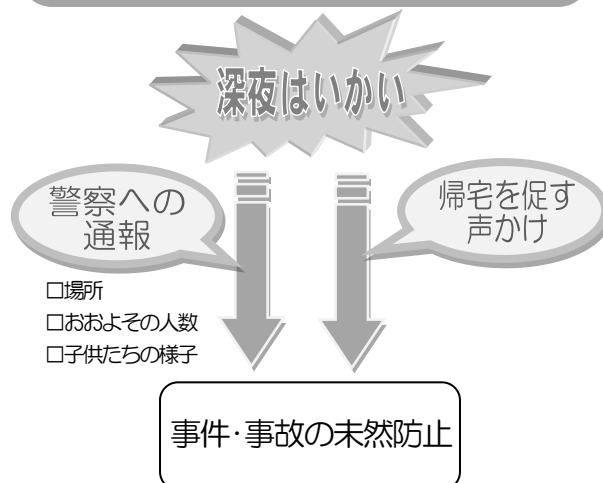 深夜はいかい
警察への
通報
帰宅を促す
声かけ
□場所
□おおよその人数
□子供たちの様子
事件・事故の未然防止